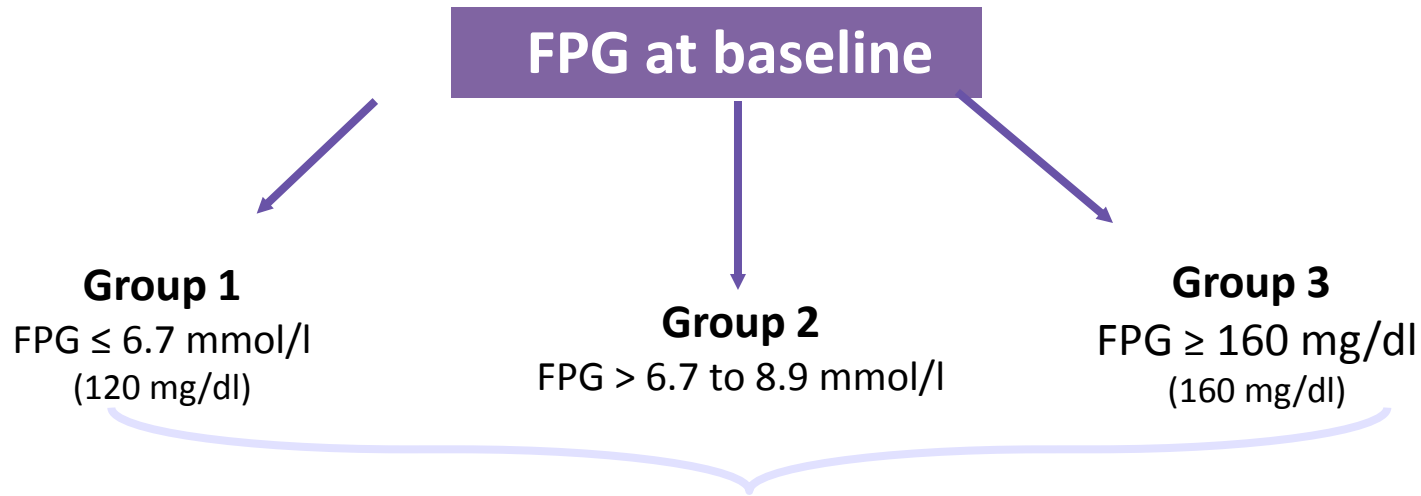 FPG at baseline
Group 1
FPG ≤ 6.7 mmol/l
(120 mg/dl)
Group 2
FPG > 6.7 to 8.9 mmol/l
Group 3
FPG ≥ 160 mg/dl
(160 mg/dl)